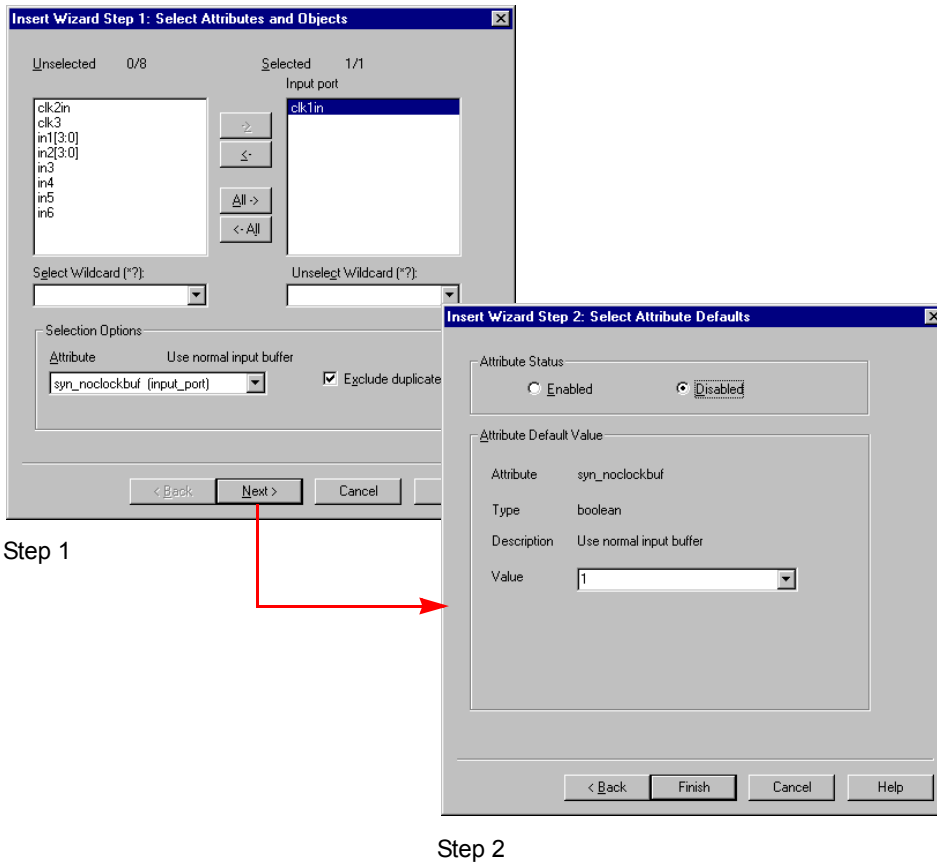 Insert Wizard Step 1: Select Attributes and Objects
Unselected 0/8 Selected 1/1
Input port
clk2in
clk3
in1[3:0]
in2[3:0]
in3
in4
in5
in6
clk1in
->
<-
All ->
<- All
Select Wildcard (*?):
Unselect Wildcard (*?):
Selection Options
Attribute Use normal input buffer
syn_noclockbuf (input_port)
Exclude duplicate
< Back Next > Cancel
Step 1
Insert Wizard Step 2: Select Attribute Defaults
Attribute Status
Enabled Disabled
Attribute Default Value
Attribute syn_noclockbuf
Type boolean
Description Use normal input buffer
Value 1
< Back Finish Cancel Help
Step 2